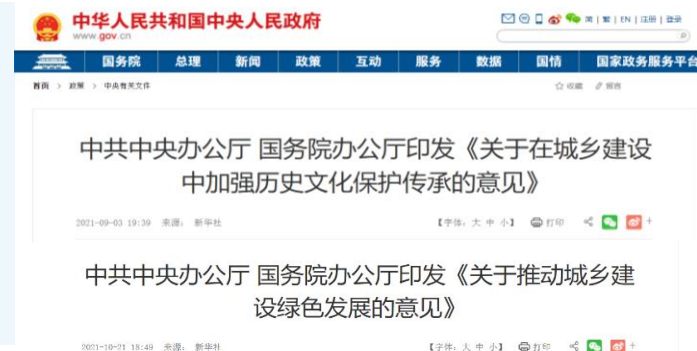 中华人民共和国中央人民政府
www.gov.cn
简 | 繁 | EN | 注册 | 登录
国务院 总理 新闻 政策 互动 服务 数据 国情 国家政务服务平台
首页 > 政策 > 中央有关文件
收藏 留言
中共中央办公厅 国务院办公厅印发《关于在城乡建设
中加强历史文化保护传承的意见》
2021-09-03 19:39 来源： 新华社 【字体：大 中 小】 打印
中共中央办公厅 国务院办公厅印发《关于推动城乡建
设绿色发展的意见》
2021-10-21 18:49 来源： 新华社 【字体：大 中 小】 打印